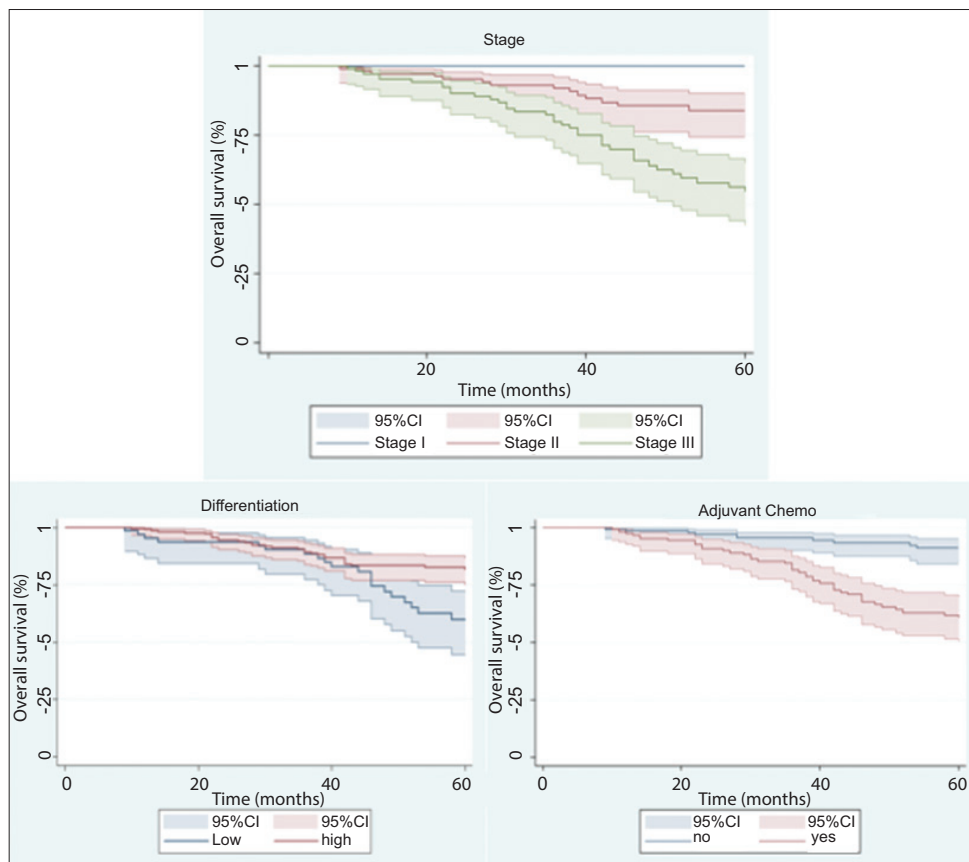 Stage
Overall survival (%)
1
-75
-5
-25
0
20 40 60
Time (months)
95%CI 95%CI 95%CI
Stage I Stage II Stage III
Differentiation
Overall survival (%)
1
-75
-5
-25
0
0 20 40 60
Time (months)
95%CI 95%CI
Low high
Adjuvant Chemo
Overall survival (%)
1
-75
-5
-25
0
0 20 40 60
Time (months)
95%CI 95%CI
no yes